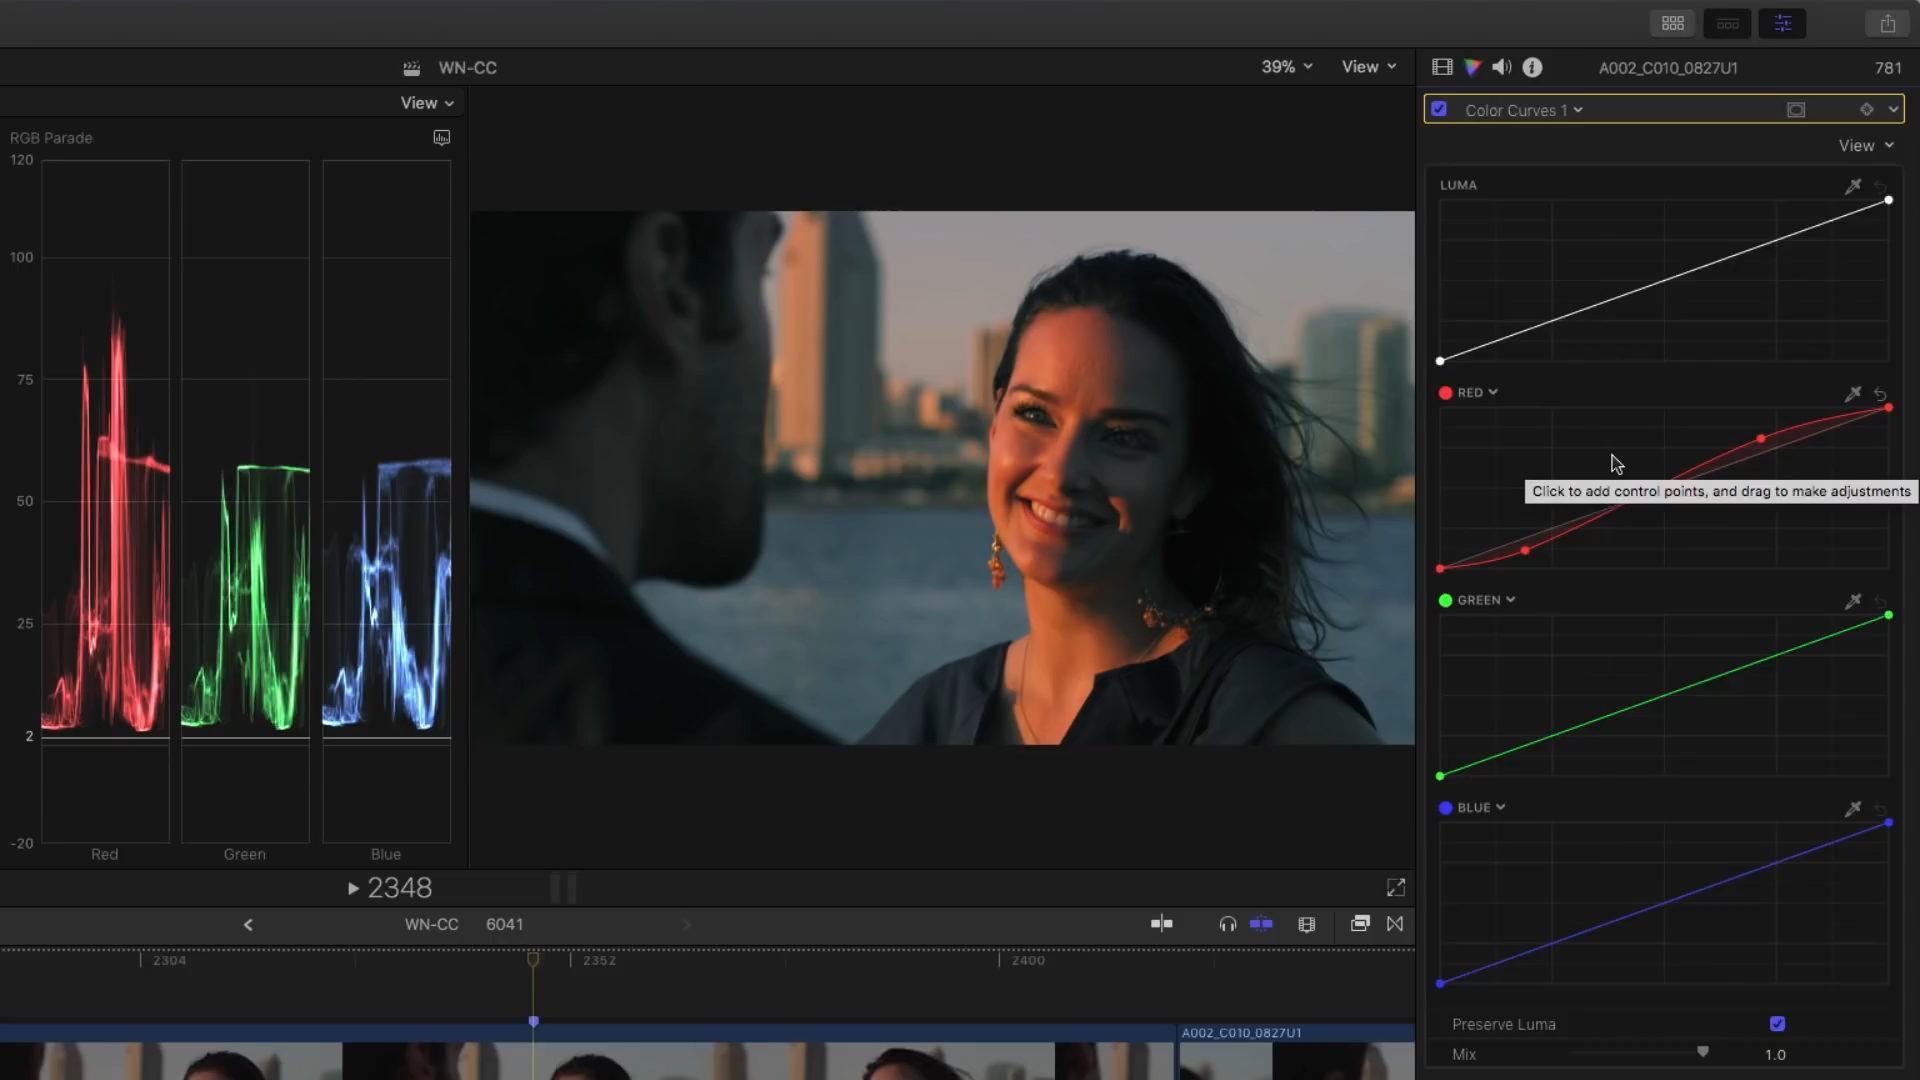 WN-CC
39%
View
A002_C010_0827U1
781
View
Color Curves 1
RGB Parade
View
120
100
75
50
25
2
-20
Red
Green
Blue
LUMA
RED
Click to add control points, and drag to make adjustments
GREEN
BLUE
Preserve Luma
Mix
1.0
2348
WN-CC
6041
2304
2352
2400
A002_C010_0827U1